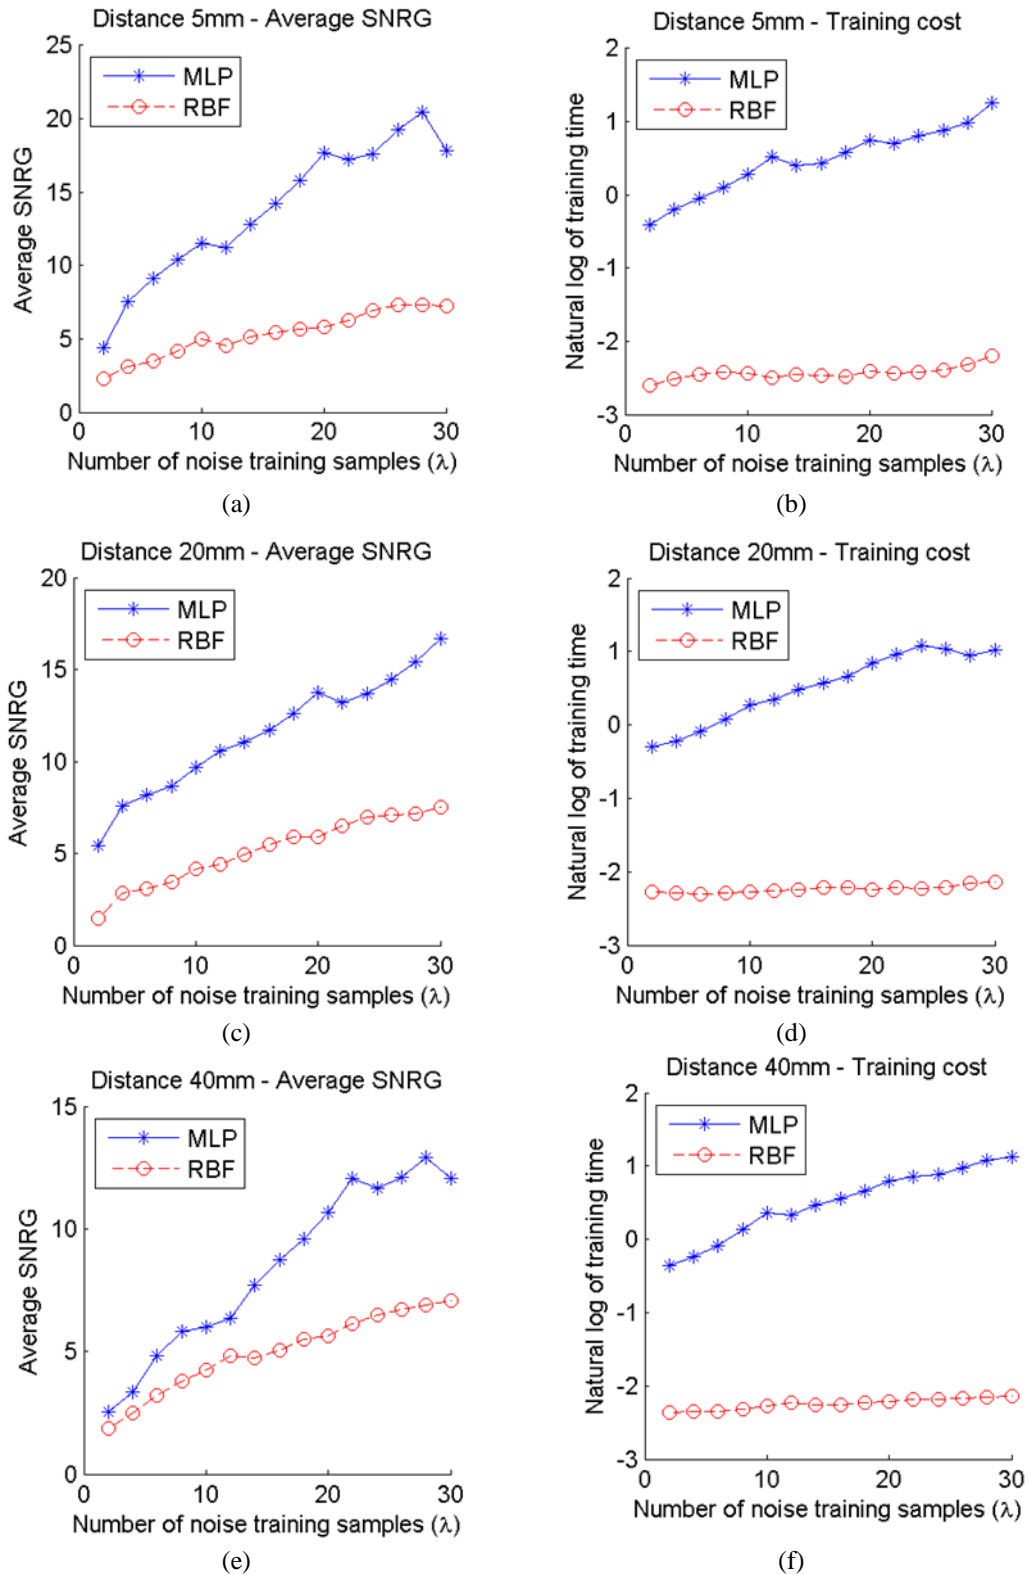 Distance 5mm - Average SNRG
25
20
15
10
5
0
0
10
20
30
Average SNRG
MLP
RBF
Number of noise training samples (λ)
(a)
Distance 5mm - Training cost
2
1
0
-1
-2
-3
0
10
20
30
Natural log of training time
MLP
RBF
Number of noise training samples (λ)
(b)
Distance 20mm - Average SNRG
20
15
10
5
0
0
10
20
30
Average SNRG
MLP
RBF
Number of noise training samples (λ)
(c)
Distance 20mm - Training cost
2
1
0
-1
-2
-3
0
10
20
30
Natural log of training time
MLP
RBF
Number of noise training samples (λ)
(d)
Distance 40mm - Average SNRG
15
10
5
0
0
10
20
30
Average SNRG
MLP
RBF
Number of noise training samples (λ)
(e)
Distance 40mm - Training cost
2
1
0
-1
-2
-3
0
10
20
30
Natural log of training time
MLP
RBF
Number of noise training samples (λ)
(f)